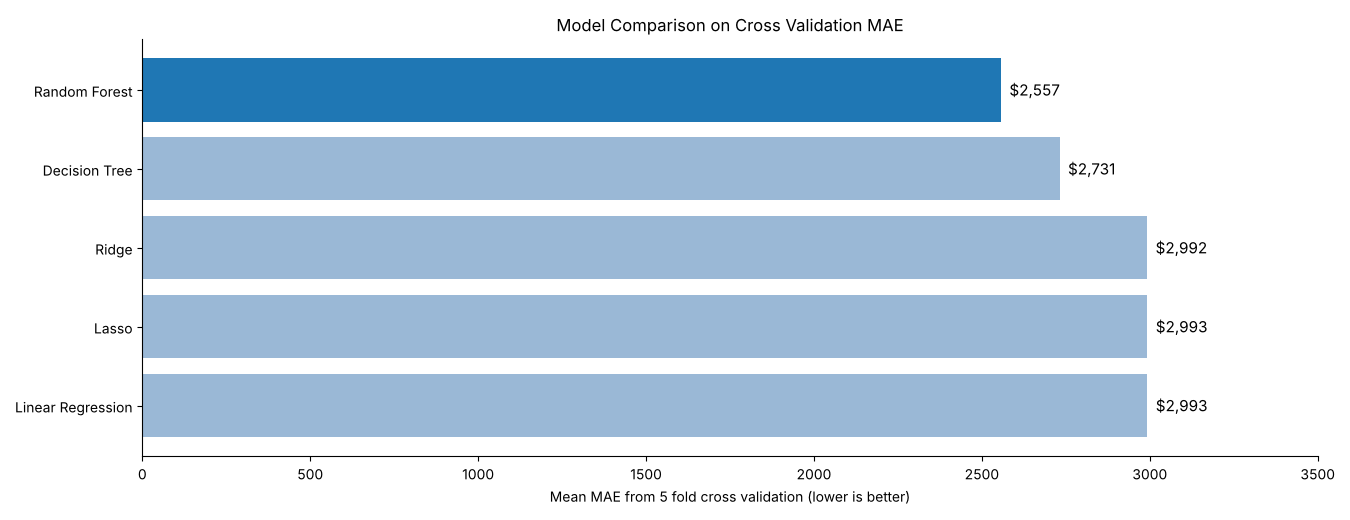 Model Comparison on Cross Validation MAE
Random Forest
$2,557
Decision Tree
$2,731
Ridge
$2,992
Lasso
$2,993
Linear Regression
$2,993
0 500 1000 1500 2000 2500 3000 3500
Mean MAE from 5 fold cross validation (lower is better)